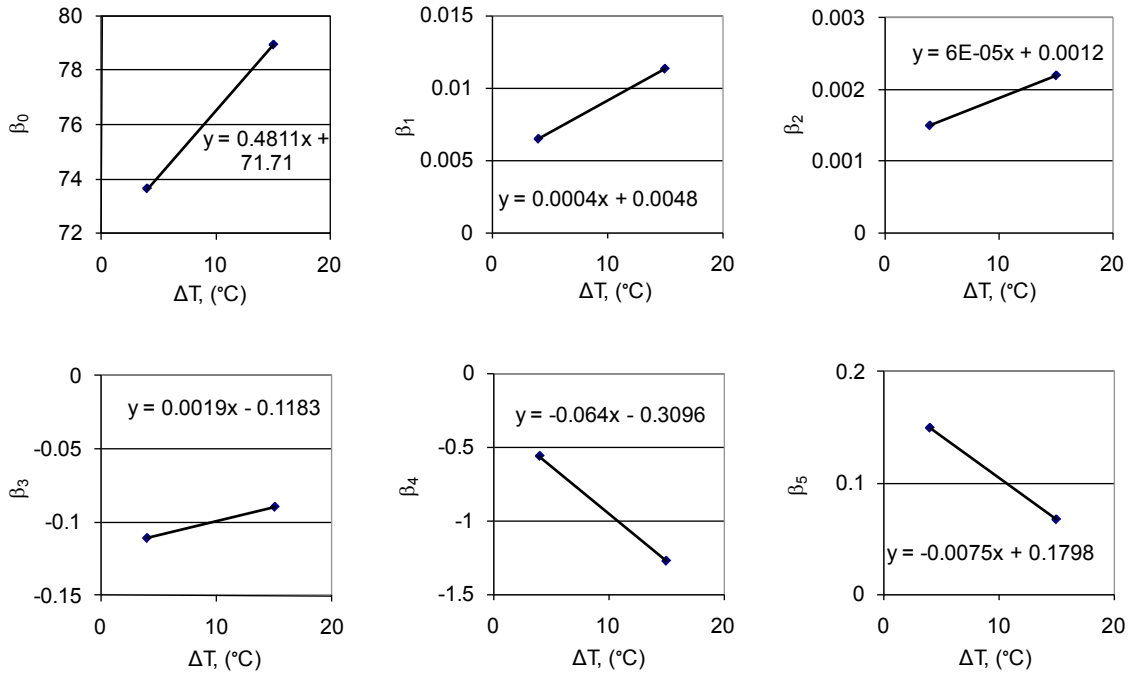 80
78
76
74
72
β0
y = 0.4811x +
71.71
0
10
20
ΔT, (°C)
0.015
0.01
0.005
0
β1
y = 0.0004x + 0.0048
0
10
20
ΔT, (°C)
0.003
0.002
0.001
0
β2
y = 6E-05x + 0.0012
0
10
20
ΔT, (°C)
0
-0.05
-0.1
-0.15
β3
y = 0.0019x - 0.1183
0
10
20
ΔT, (°C)
0
-0.5
-1
-1.5
β4
y = -0.064x - 0.3096
0
10
20
ΔT, (°C)
0.2
0.1
0
β5
y = -0.0075x + 0.1798
0
10
20
ΔT, (°C)